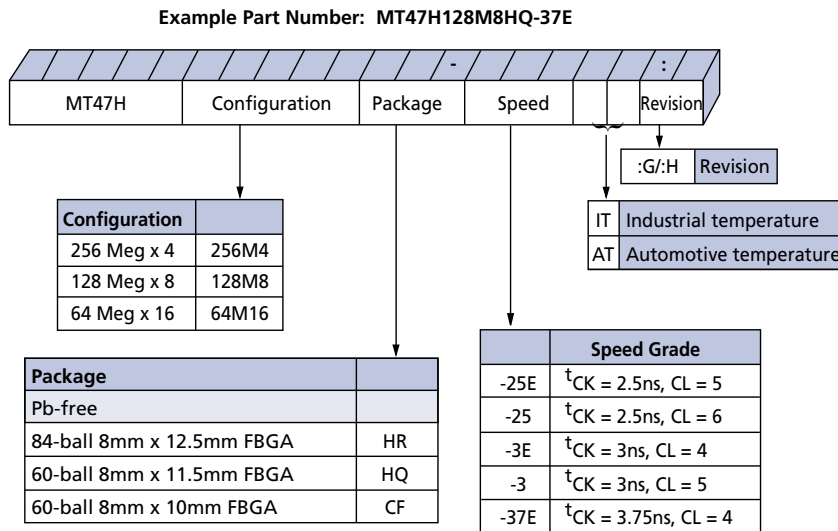 Example Part Number: MT47H128M8HQ-37E
- :
MT47H Configuration Package Speed Revision
:G/:H Revision
IT Industrial temperature
AT Automotive temperature
Configuration
256 Meg x 4 256M4
128 Meg x 8 128M8
64 Meg x 16 64M16
Package
Pb-free
84-ball 8mm x 12.5mm FBGA HR
60-ball 8mm x 11.5mm FBGA HQ
60-ball 8mm x 10mm FBGA CF
Speed Grade
-25E tCK = 2.5ns, CL = 5
-25 tCK = 2.5ns, CL = 6
-3E tCK = 3ns, CL = 4
-3 tCK = 3ns, CL = 5
-37E tCK = 3.75ns, CL = 4